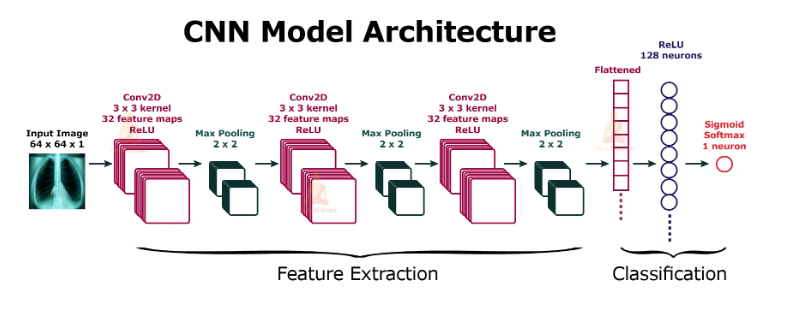 CNN Model Architecture
Input Image
64 x 64 x 1
Conv2D
3 x 3 kernel
32 feature maps
ReLU
Max Pooling
2 x 2
Conv2D
3 x 3 kernel
32 feature maps
ReLU
Max Pooling
2 x 2
Conv2D
3 x 3 kernel
32 feature maps
ReLU
Max Pooling
2 x 2
Flattened
ReLU
128 neurons
Sigmoid
Softmax
1 neuron
Feature Extraction
Classification